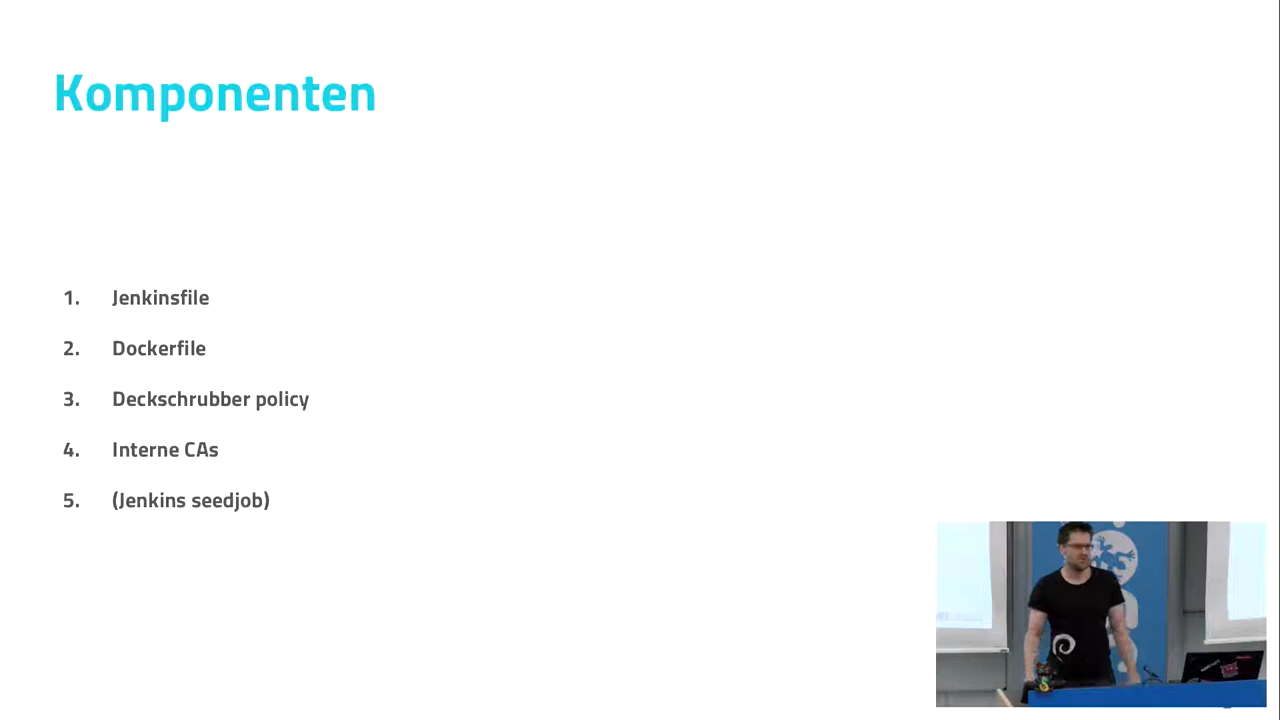 Komponenten
1. Jenkinsfile
2. Dockerfile
3. Deckschrubber policy
4. Interne CAs
5. (Jenkins seedjob)